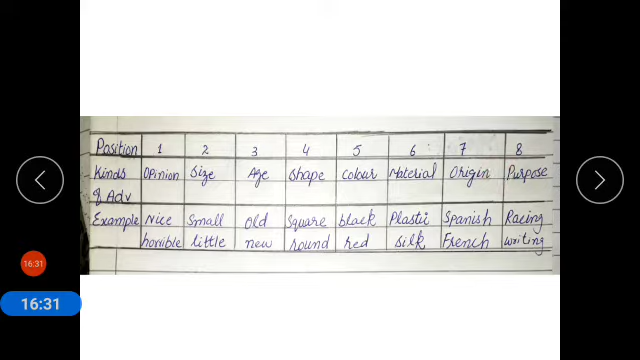 Position 1 2 3 4 5 6 7 8
Kinds Opinion Size Age Shape Colour Material Origin Purpose
of Adv
Example Nice Small old Square black Plastic Spanish Racing
horrible little new round red silk French writing
16:31
16:31